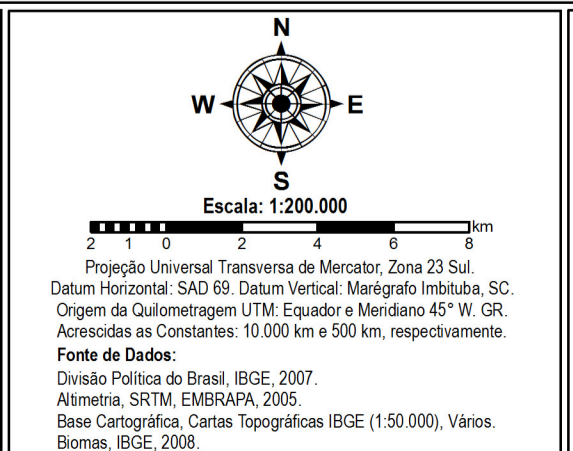 N
W E
S
Escala: 1:200.000
km
2 1 0 2 4 6 8
Projeção Universal Transversa de Mercator, Zona 23 Sul.
Datum Horizontal: SAD 69. Datum Vertical: Marégrafo Imbituba, SC.
Origem da Quilometragem UTM: Equador e Meridiano 45° W. GR.
Acrescidas as Constantes: 10.000 km e 500 km, respectivamente.
Fonte de Dados:
Divisão Política do Brasil, IBGE, 2007.
Altimetria, SRTM, EMBRAPA, 2005.
Base Cartográfica, Cartas Topográficas IBGE (1:50.000), Vários.
Biomas, IBGE, 2008.